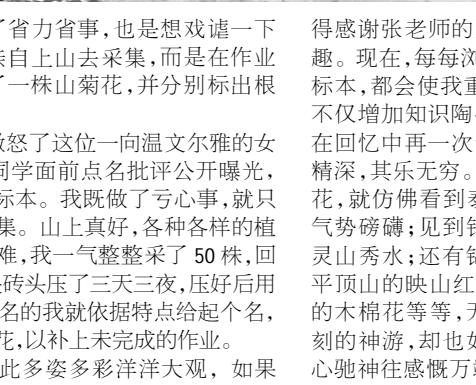 了省力省事,也是想戏谑一下
亲自上山去采集,而是在作业
了一株山菊花,并分别标出根
激怒了这位一向温文尔雅的女
同学面前点名批评公开曝光,
标本。我既做了亏心事,就只
集。山上真好,各种各样的植
难,我一气整整采了 50 株,回
块砖头压了三天三夜,压好后用
名的我就依据特点给起个名,
花,以补上未完成的作业。
此多姿多彩洋洋大观,如果
得感谢张老师的
趣。现在,每每浏
标本,都会使我重
不仅增加知识陶
在回忆中再一次
精深,其乐无穷。
花,就仿佛看到泰
气势磅礴;见到
灵山秀水;还有
平顶山的映山红
的木棉花等等,无
刻的神游,却也如
心驰神往感慨万